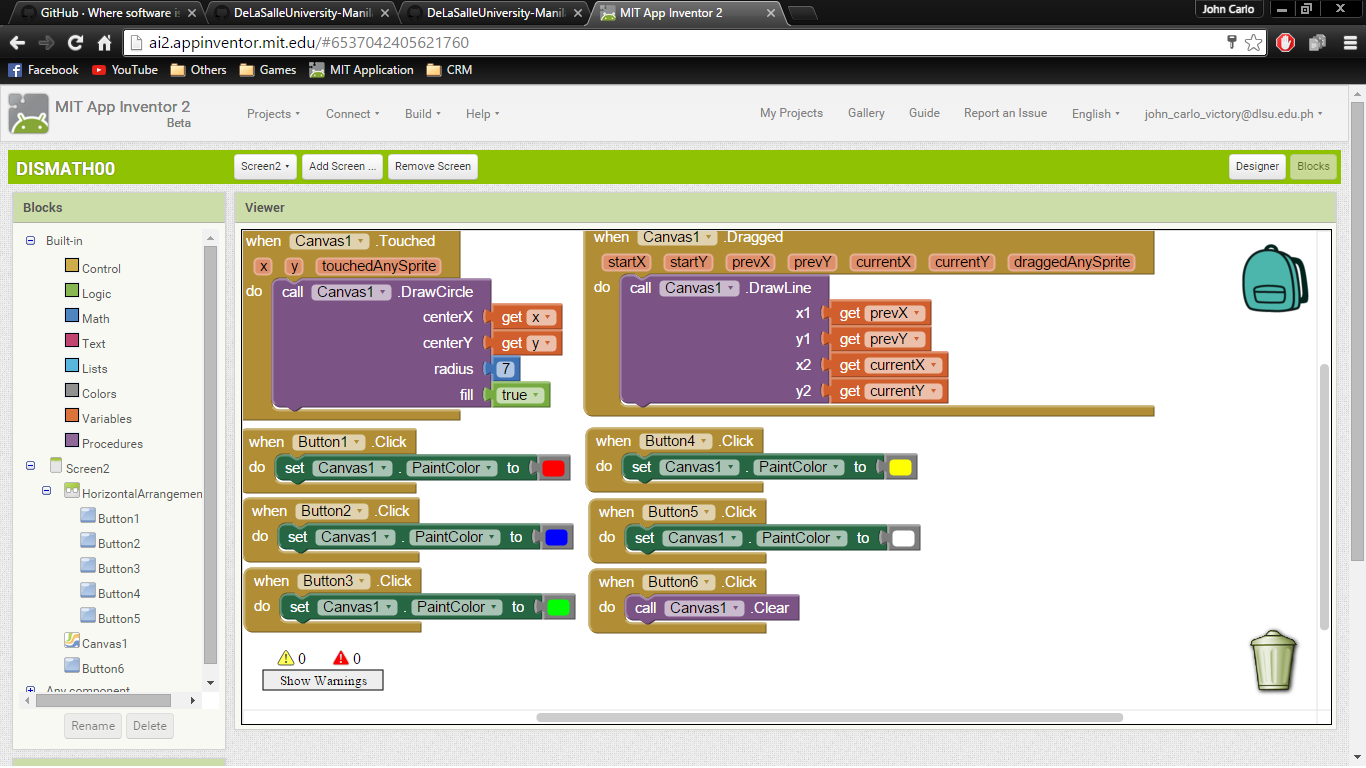 GitHub · Where software is
DeLaSalleUniversity-Manil
DeLaSalleUniversity-Manil
MIT App Inventor 2
John Carlo
ai2.appinventor.mit.edu/#6537042405621760
Facebook YouTube Others Games MIT Application CRM
MIT App Inventor 2
Beta
Projects Connect Build Help
My Projects Gallery Guide Report an Issue English john_carlo_victory@dlsu.edu.ph
DISMATH00
Screen2 Add Screen ... Remove Screen
Designer Blocks
Blocks
Built-in
Control
Logic
Math
Text
Lists
Colors
Variables
Procedures
Screen2
HorizontalArrangemen
Button1
Button2
Button3
Button4
Button5
Canvas1
Button6
Any component
Rename Delete
Viewer
when Canvas1 .Touched
x y touchedAnySprite
do call Canvas1 .DrawCircle
centerX get x
centerY get y
radius 7
fill true
when Canvas1 .Dragged
startX startY prevX prevY currentX currentY draggedAnySprite
do call Canvas1 .DrawLine
x1 get prevX
y1 get prevY
x2 get currentX
y2 get currentY
when Button1 .Click
do set Canvas1 . PaintColor to
when Button4 .Click
do set Canvas1 . PaintColor to
when Button2 .Click
do set Canvas1 . PaintColor to
when Button5 .Click
do set Canvas1 . PaintColor to
when Button3 .Click
do set Canvas1 . PaintColor to
when Button6 .Click
do call Canvas1 .Clear
0 0
Show Warnings